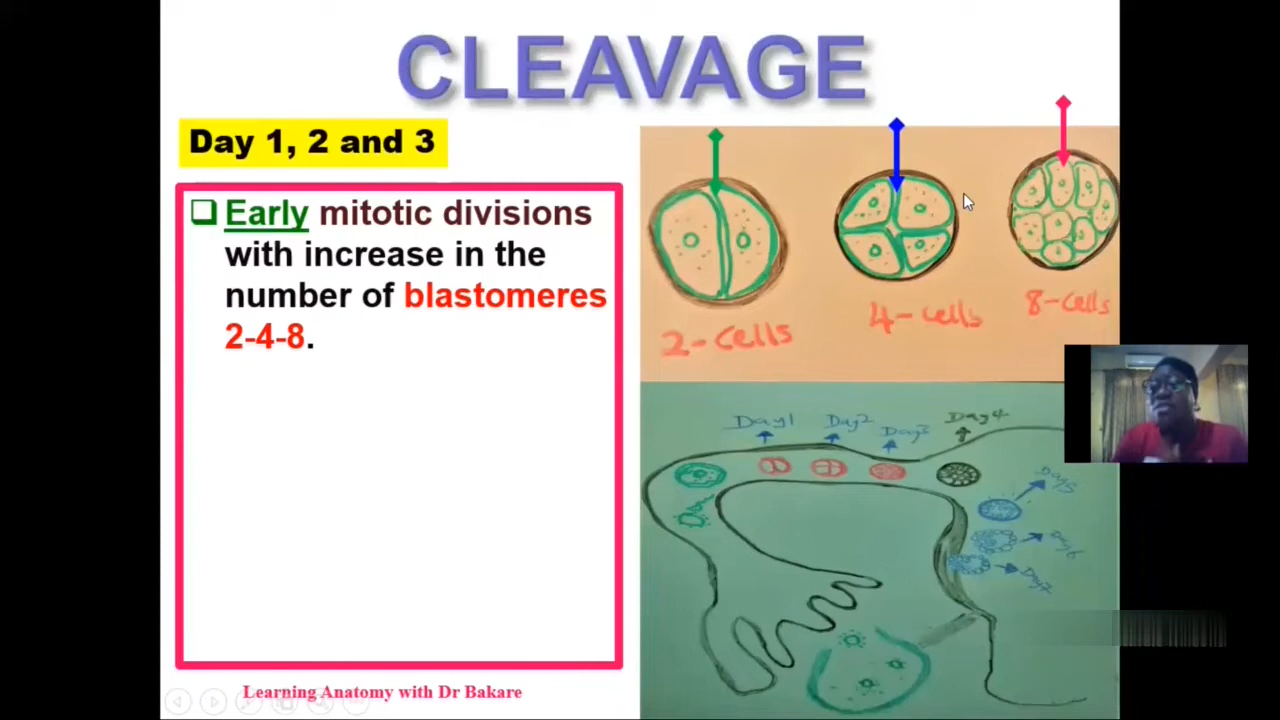 CLEAVAGE
Day 1, 2 and 3
Early mitotic divisions
with increase in the
number of blastomeres
2-4-8.
2-cells
4-cells
8-cells
Day1
Day2
Day3
Day4
Day5
Day6
Day7
Learning Anatomy with Dr Bakare